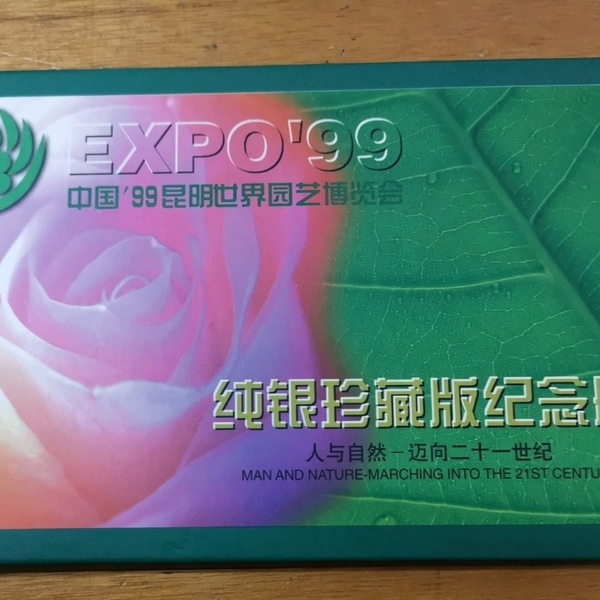 EXPO'99
中国'99昆明世界园艺博览会
纯银珍藏版纪念
人与自然－迈向二十一世纪
MAN AND NATURE-MARCHING INTO THE 21ST CENTU